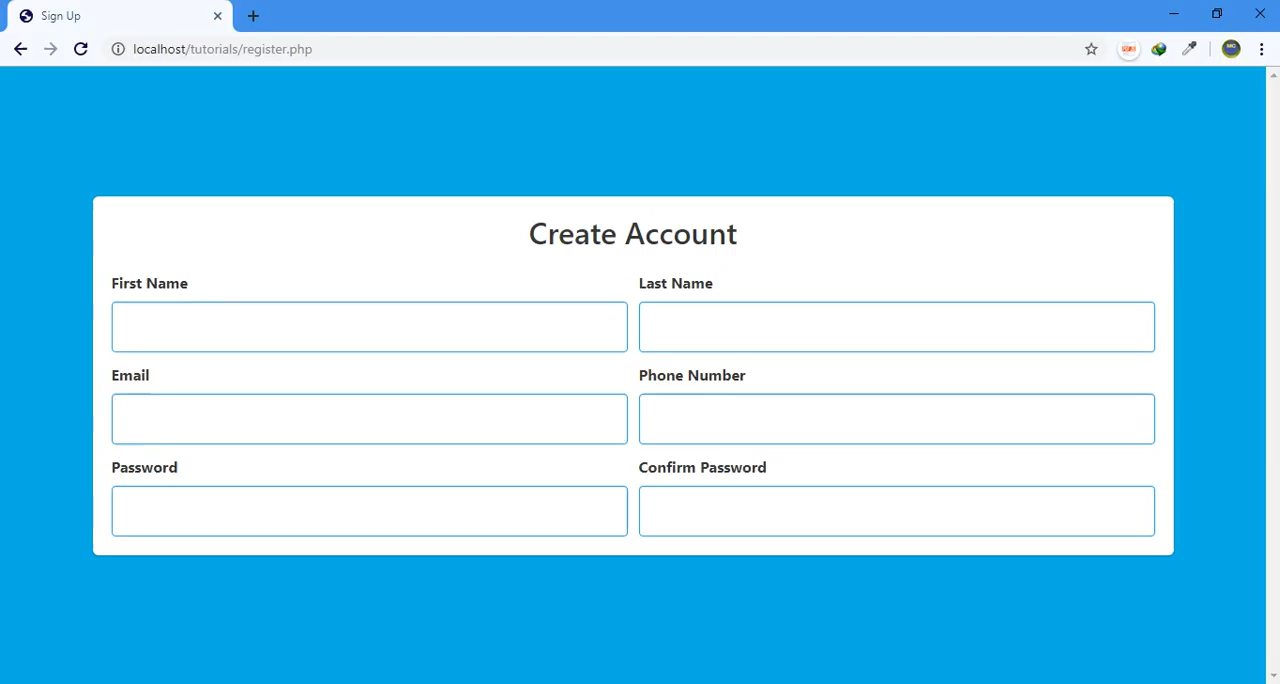 Sign Up
localhost/tutorials/register.php
Create Account
First Name
Last Name
Email
Phone Number
Password
Confirm Password